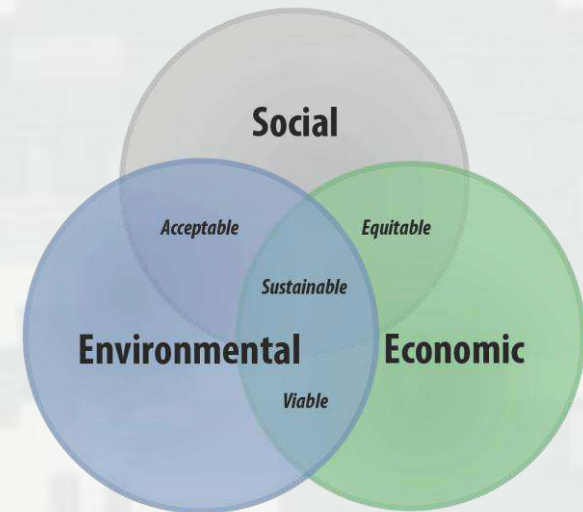 Social
Acceptable
Equitable
Sustainable
Environmental
Economic
Viable